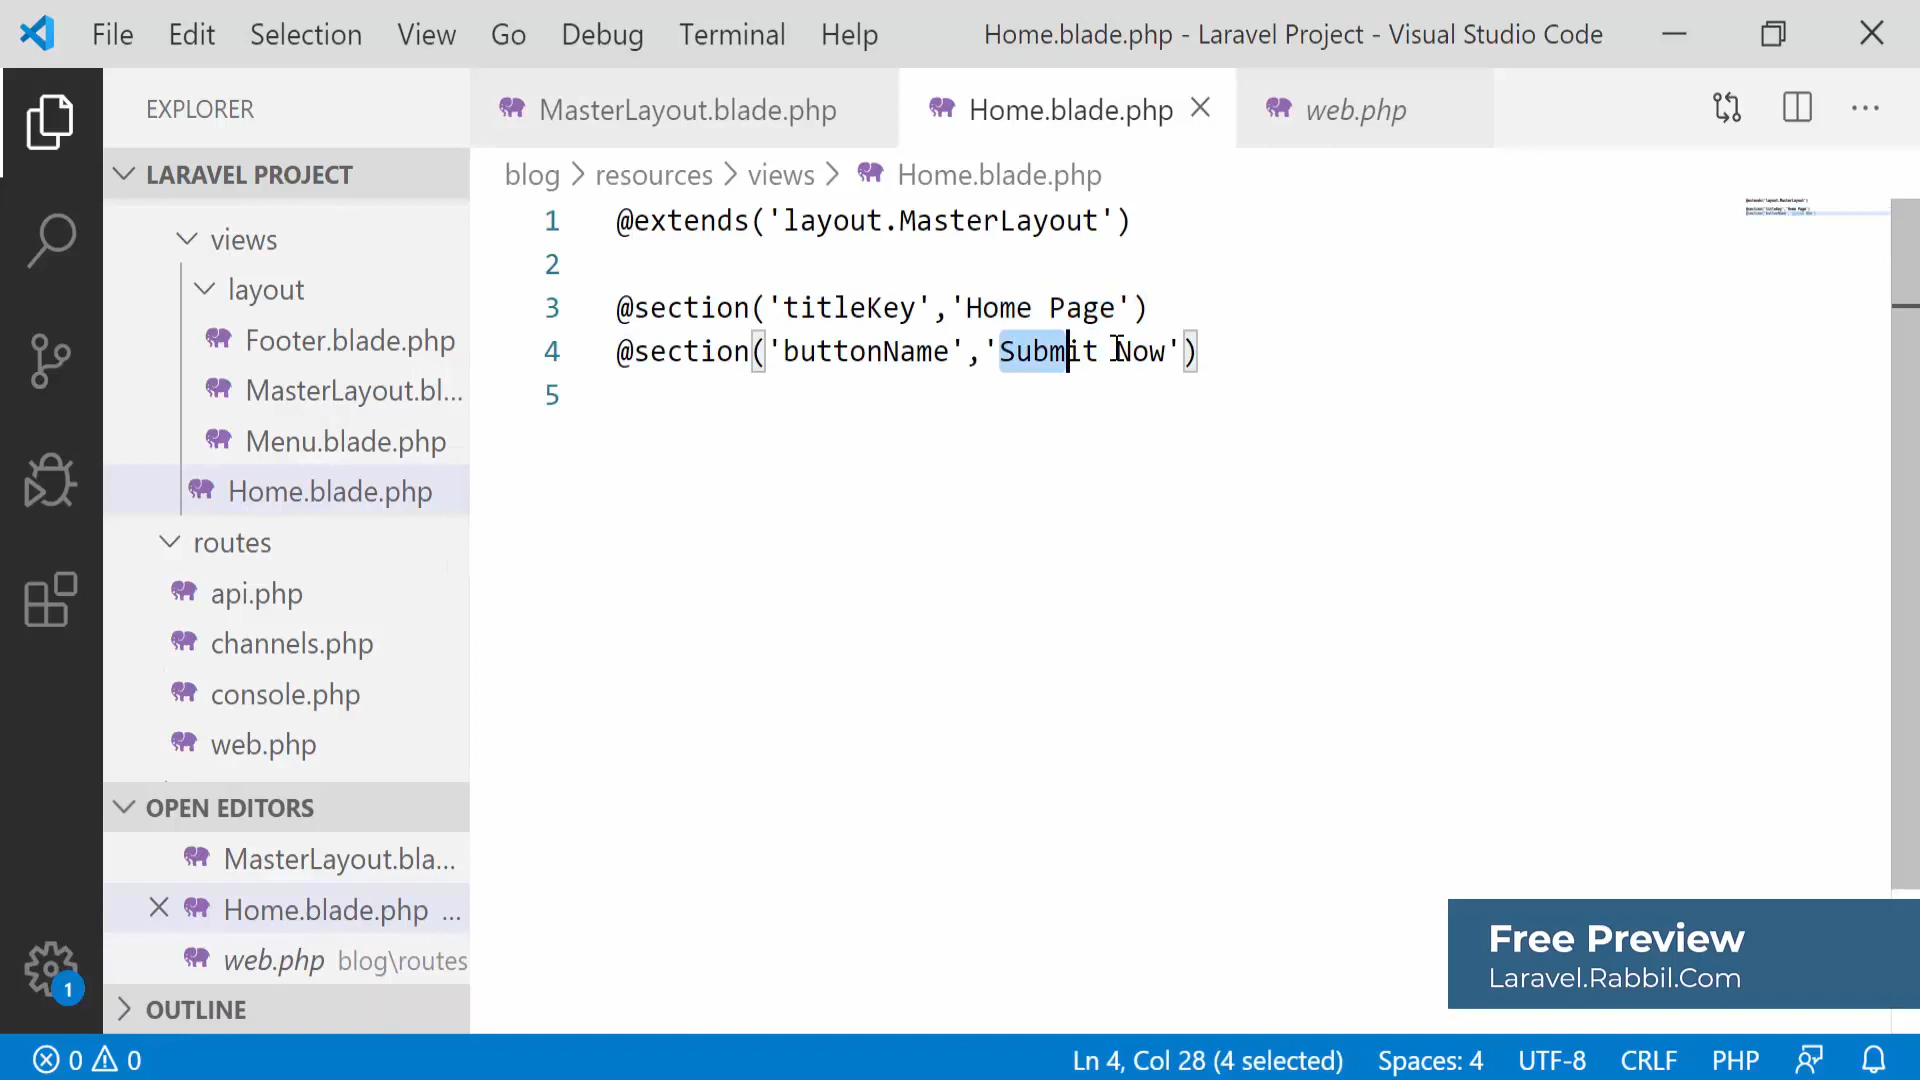 File Edit Selection View Go Debug Terminal Help Home.blade.php - Laravel Project - Visual Studio Code
EXPLORER
LARAVEL PROJECT
views
layout
Footer.blade.php
MasterLayout.bl...
Menu.blade.php
Home.blade.php
routes
api.php
channels.php
console.php
web.php
OPEN EDITORS
MasterLayout.bla...
Home.blade.php ...
web.php blog\routes
OUTLINE
MasterLayout.blade.php Home.blade.php web.php ...
blog > resources > views > Home.blade.php
1 @extends('layout.MasterLayout')
2
3 @section('titleKey','Home Page')
4 @section('buttonName','Submit Now')
5
Free Preview
Laravel.Rabbil.Com
1
0 0 Ln 4, Col 28 (4 selected) Spaces: 4 UTF-8 CRLF PHP